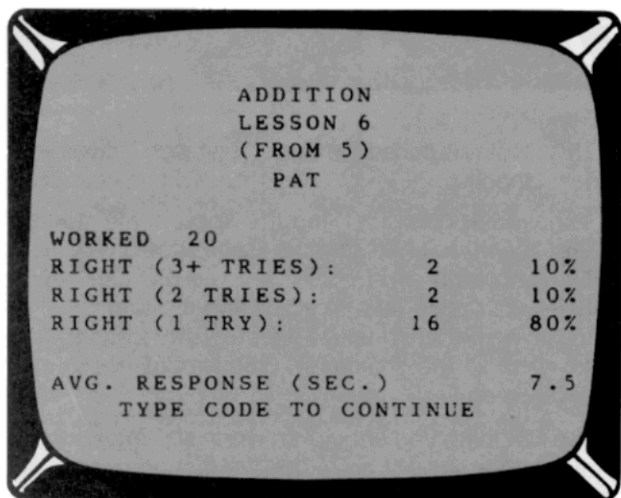 ADDITION
LESSON 6
(FROM 5)
PAT
WORKED 20
RIGHT (3+ TRIES): 2 10%
RIGHT (2 TRIES): 2 10%
RIGHT (1 TRY): 16 80%
AVG. RESPONSE (SEC.) 7.5
TYPE CODE TO CONTINUE